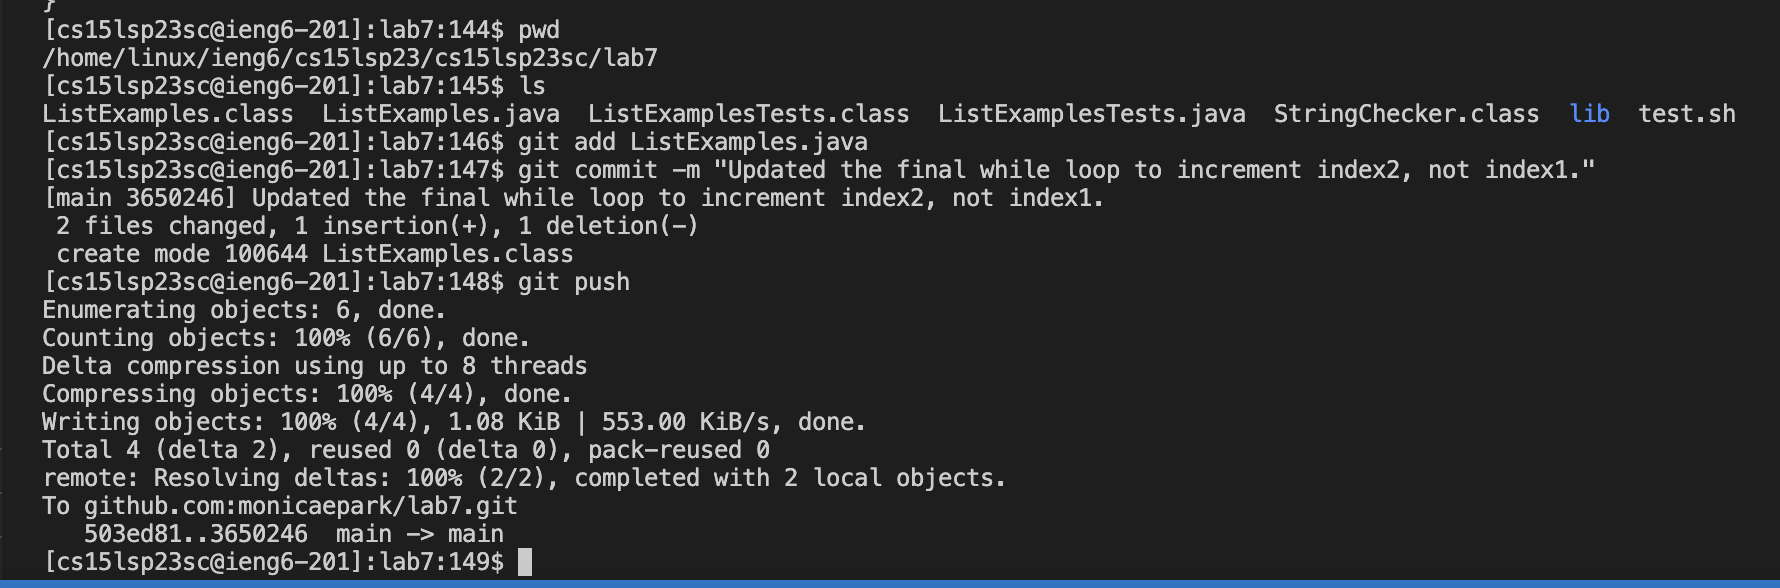 }
[cs15lsp23sc@ieng6-201]:lab7:144$ pwd
/home/linux/ieng6/cs15lsp23/cs15lsp23sc/lab7
[cs15lsp23sc@ieng6-201]:lab7:145$ ls
ListExamples.class  ListExamples.java  ListExamplesTests.class  ListExamplesTests.java  StringChecker.class  lib  test.sh
[cs15lsp23sc@ieng6-201]:lab7:146$ git add ListExamples.java
[cs15lsp23sc@ieng6-201]:lab7:147$ git commit -m "Updated the final while loop to increment index2, not index1."
[main 3650246] Updated the final while loop to increment index2, not index1.
 2 files changed, 1 insertion(+), 1 deletion(-)
 create mode 100644 ListExamples.class
[cs15lsp23sc@ieng6-201]:lab7:148$ git push
Enumerating objects: 6, done.
Counting objects: 100% (6/6), done.
Delta compression using up to 8 threads
Compressing objects: 100% (4/4), done.
Writing objects: 100% (4/4), 1.08 KiB | 553.00 KiB/s, done.
Total 4 (delta 2), reused 0 (delta 0), pack-reused 0
remote: Resolving deltas: 100% (2/2), completed with 2 local objects.
To github.com:monicaepark/lab7.git
   503ed81..3650246  main -> main
[cs15lsp23sc@ieng6-201]:lab7:149$